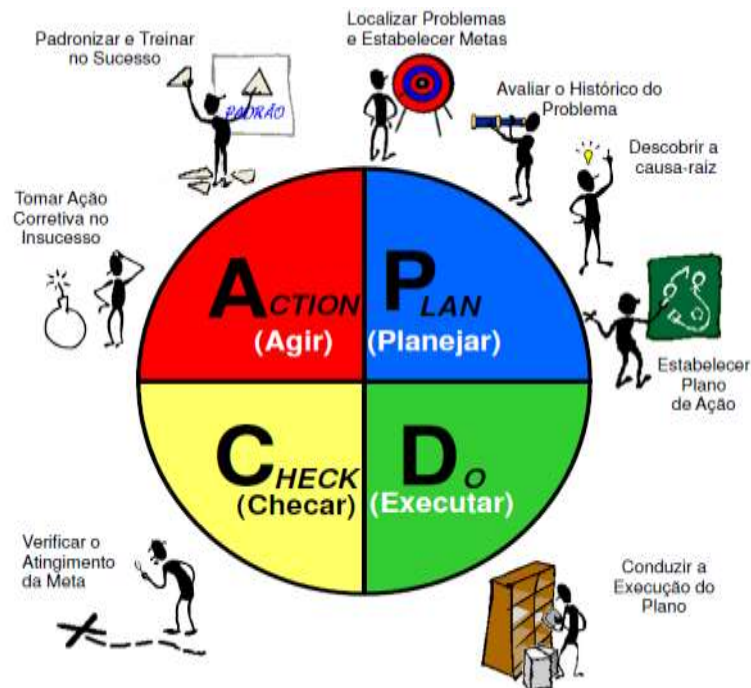 Padronizar e Treinar
no Sucesso
PADRÃO
Localizar Problemas
e Estabelecer Metas
Avaliar o Histórico do
Problema
Descobrir a
causa-raiz
Estabelecer
Plano
de Ação
Tomar Ação
Corretiva no
Insucesso
ACTION
(Agir)
PLAN
(Planejar)
CHECK
(Checar)
DO
(Executar)
Verificar o
Atingimento
da Meta
Conduzir a
Execução do
Plano